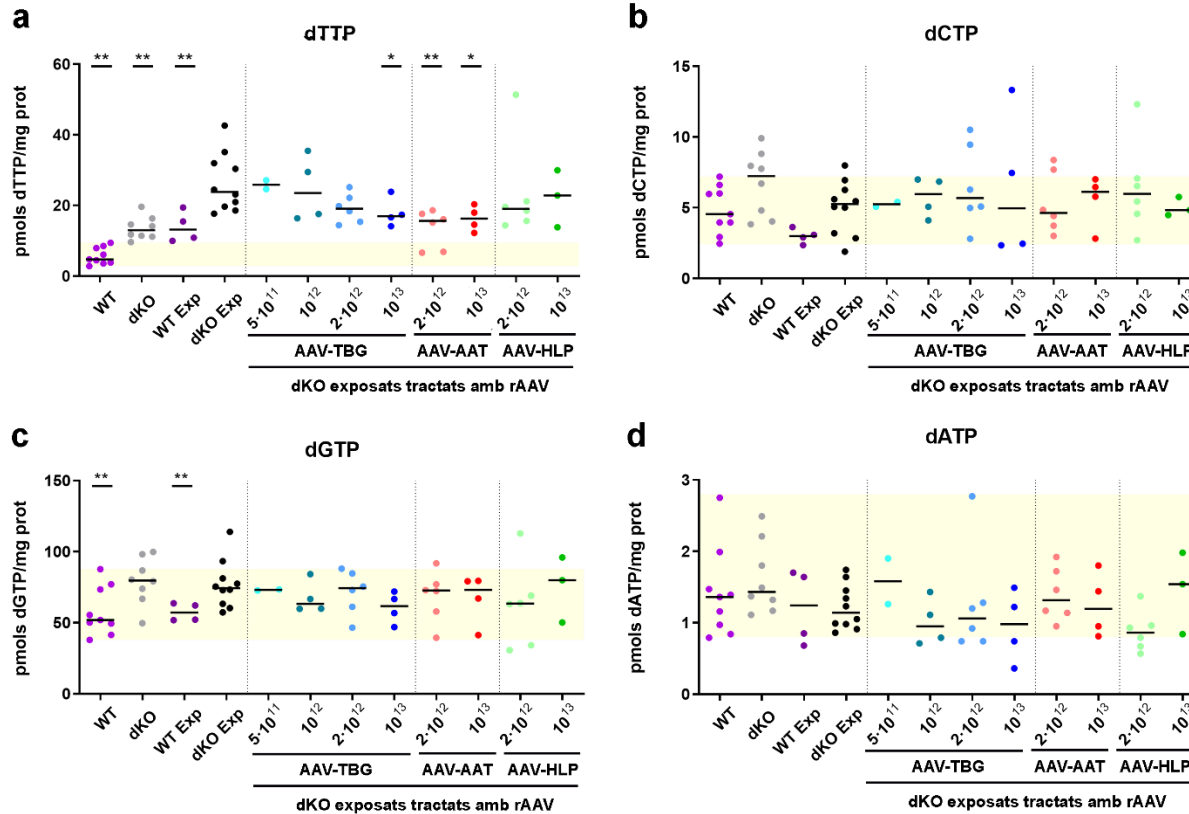 a
dTTP
pmols dTTP/mg prot
60
40
20
0
** ** ** * ** *
WT dKO WT Exp dKO Exp 5·10¹¹ 10¹² 2·10¹² 10¹³ 2·10¹² 10¹³ 2·10¹² 10¹³
AAV-TBG AAV-AAT AAV-HLP
dKO exposats tractats amb rAAV
b
dCTP
pmols dCTP/mg prot
15
10
5
0
WT dKO WT Exp dKO Exp 5·10¹¹ 10¹² 2·10¹² 10¹³ 2·10¹² 10¹³ 2·10¹² 10¹³
AAV-TBG AAV-AAT AAV-HLP
dKO exposats tractats amb rAAV
c
dGTP
pmols dGTP/mg prot
150
100
50
0
** **
WT dKO WT Exp dKO Exp 5·10¹¹ 10¹² 2·10¹² 10¹³ 2·10¹² 10¹³ 2·10¹² 10¹³
AAV-TBG AAV-AAT AAV-HLP
dKO exposats tractats amb rAAV
d
dATP
pmols dATP/mg prot
3
2
1
0
WT dKO WT Exp dKO Exp 5·10¹¹ 10¹² 2·10¹² 10¹³ 2·10¹² 10¹³ 2·10¹² 10¹³
AAV-TBG AAV-AAT AAV-HLP
dKO exposats tractats amb rAAV